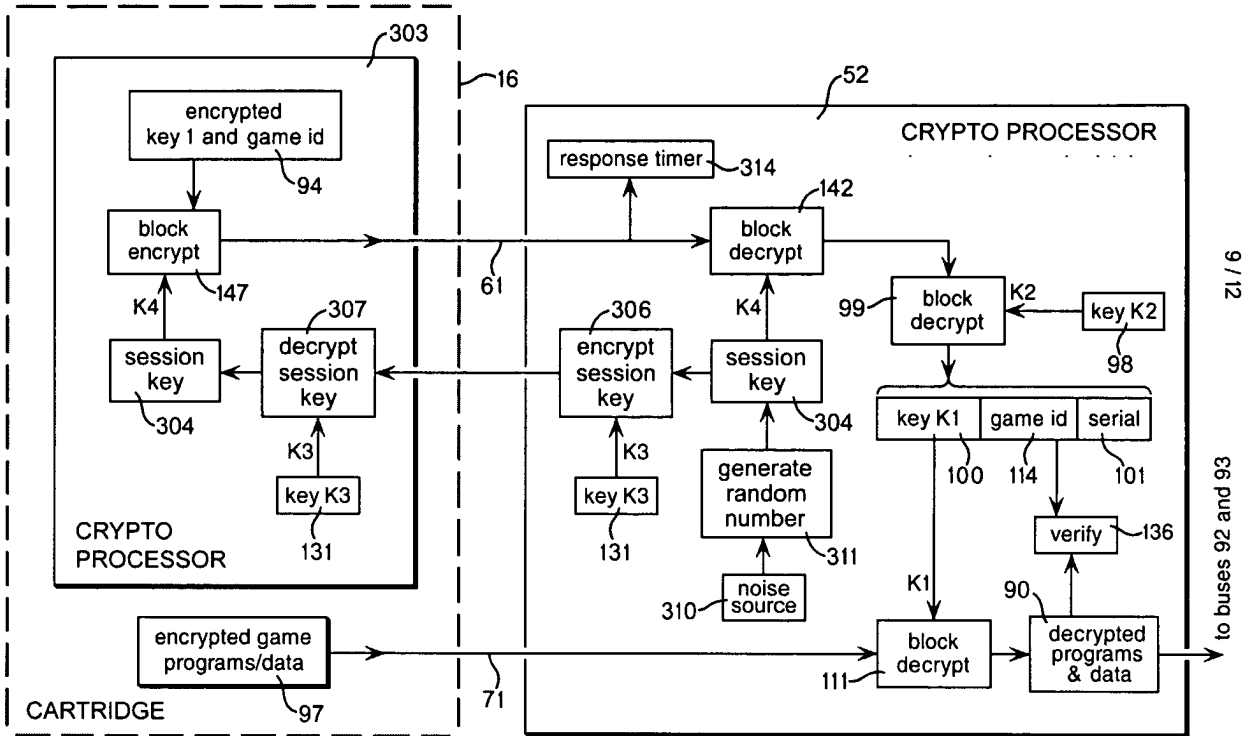 303
16
52
encrypted
key 1 and game id
94
CRYPTO PROCESSOR
response timer
314
142
block
encrypt
147
61
block
decrypt
99
block
decrypt
K2
key K2
98
K4
307
306
K4
session
key
304
decrypt
session
key
encrypt
session
key
session
key
304
key K1
game id
serial
100
114
101
K3
key K3
131
K3
key K3
131
generate
random
number
311
310
noise
source
verify
136
CRYPTO
PROCESSOR
K1
90
encrypted game
programs/data
97
71
block
decrypt
111
decrypted
programs
& data
CARTRIDGE
to buses 92 and 93
9 / 12